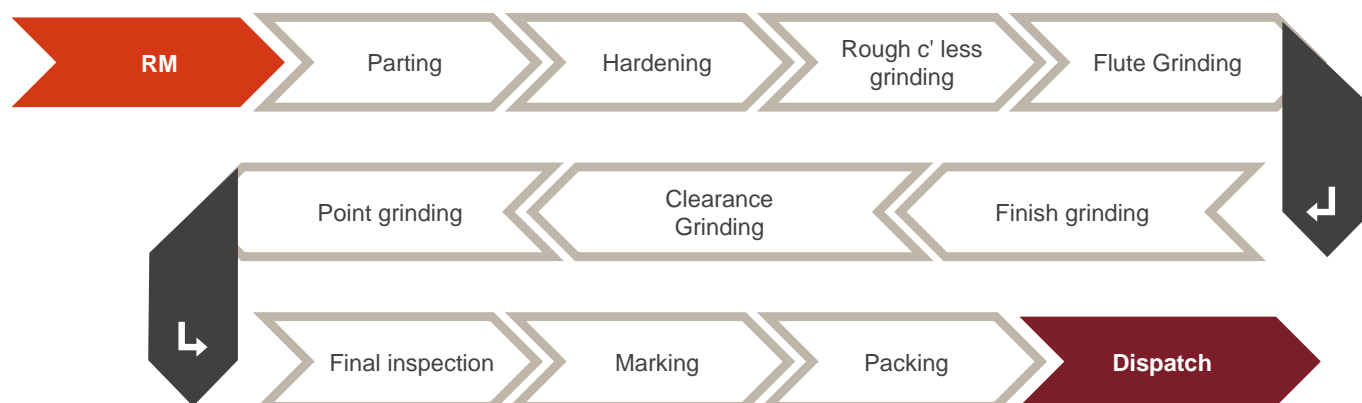 RM
Parting
Hardening
Rough c' less
grinding
Flute Grinding
Finish grinding
Clearance
Grinding
Point grinding
Final inspection
Marking
Packing
Dispatch